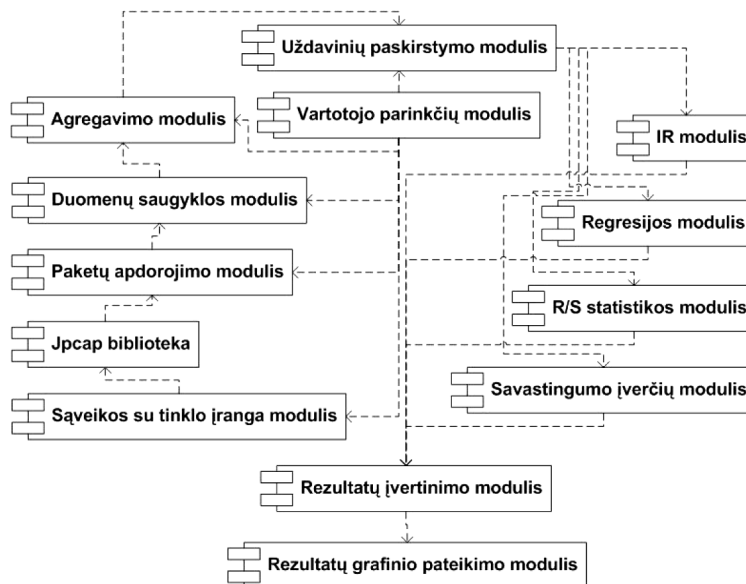 Uždavinių paskirstymo modulis
Agregavimo modulis
Vartotojo parinkčių modulis
IR modulis
Duomenų saugyklos modulis
Regresijos modulis
Paketų apdorojimo modulis
R/S statistikos modulis
Jpcap biblioteka
Savastingumo įverčių modulis
Sąveikos su tinklo įranga modulis
Rezultatų įvertinimo modulis
Rezultatų grafinio pateikimo modulis